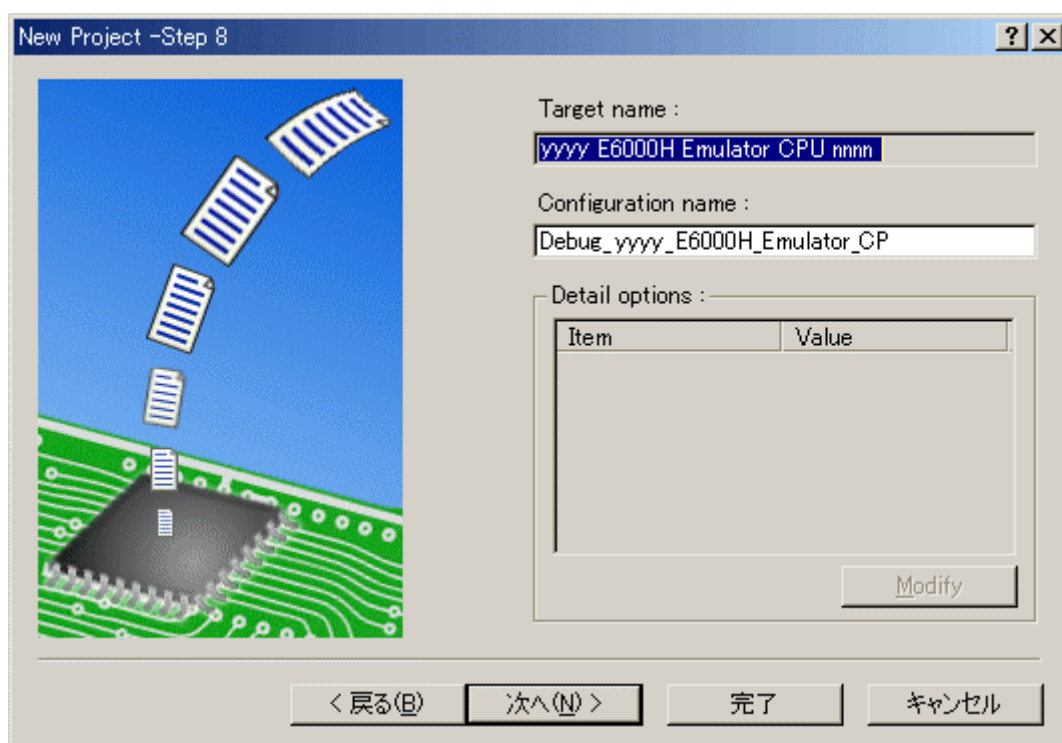 New Project -Step 8
Target name :
yyyy E6000H Emulator CPU nnnn
Configuration name :
Debug_yyyy_E6000H_Emulator_CP
Detail options :
Item Value
Modify
< 戻る(B) 次へ(N) > 完了 キャンセル